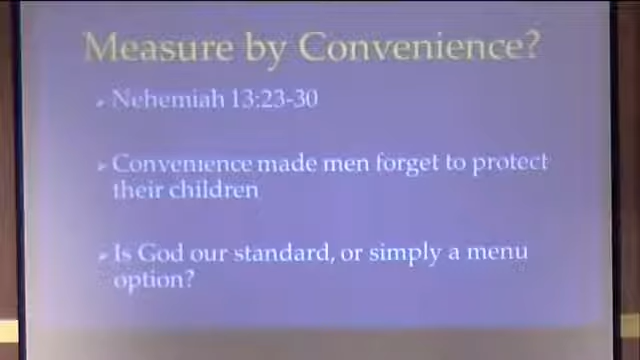 Measure by Convenience?
Nehemiah 13:23-30
Convenience made men forget to protect
their children
Is God our standard, or simply a menu
option?